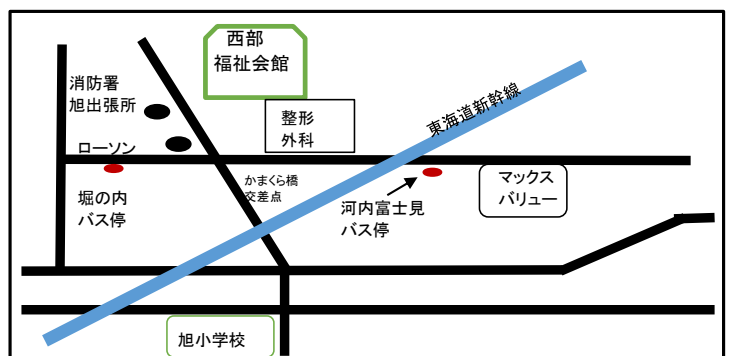 西部
福祉会館
消防署
旭出張所
整形
外科
東海道新幹線
ローソン
かまくら橋
交差点
マックス
バリュー
堀の内
バス停
河内富士見
バス停
旭小学校